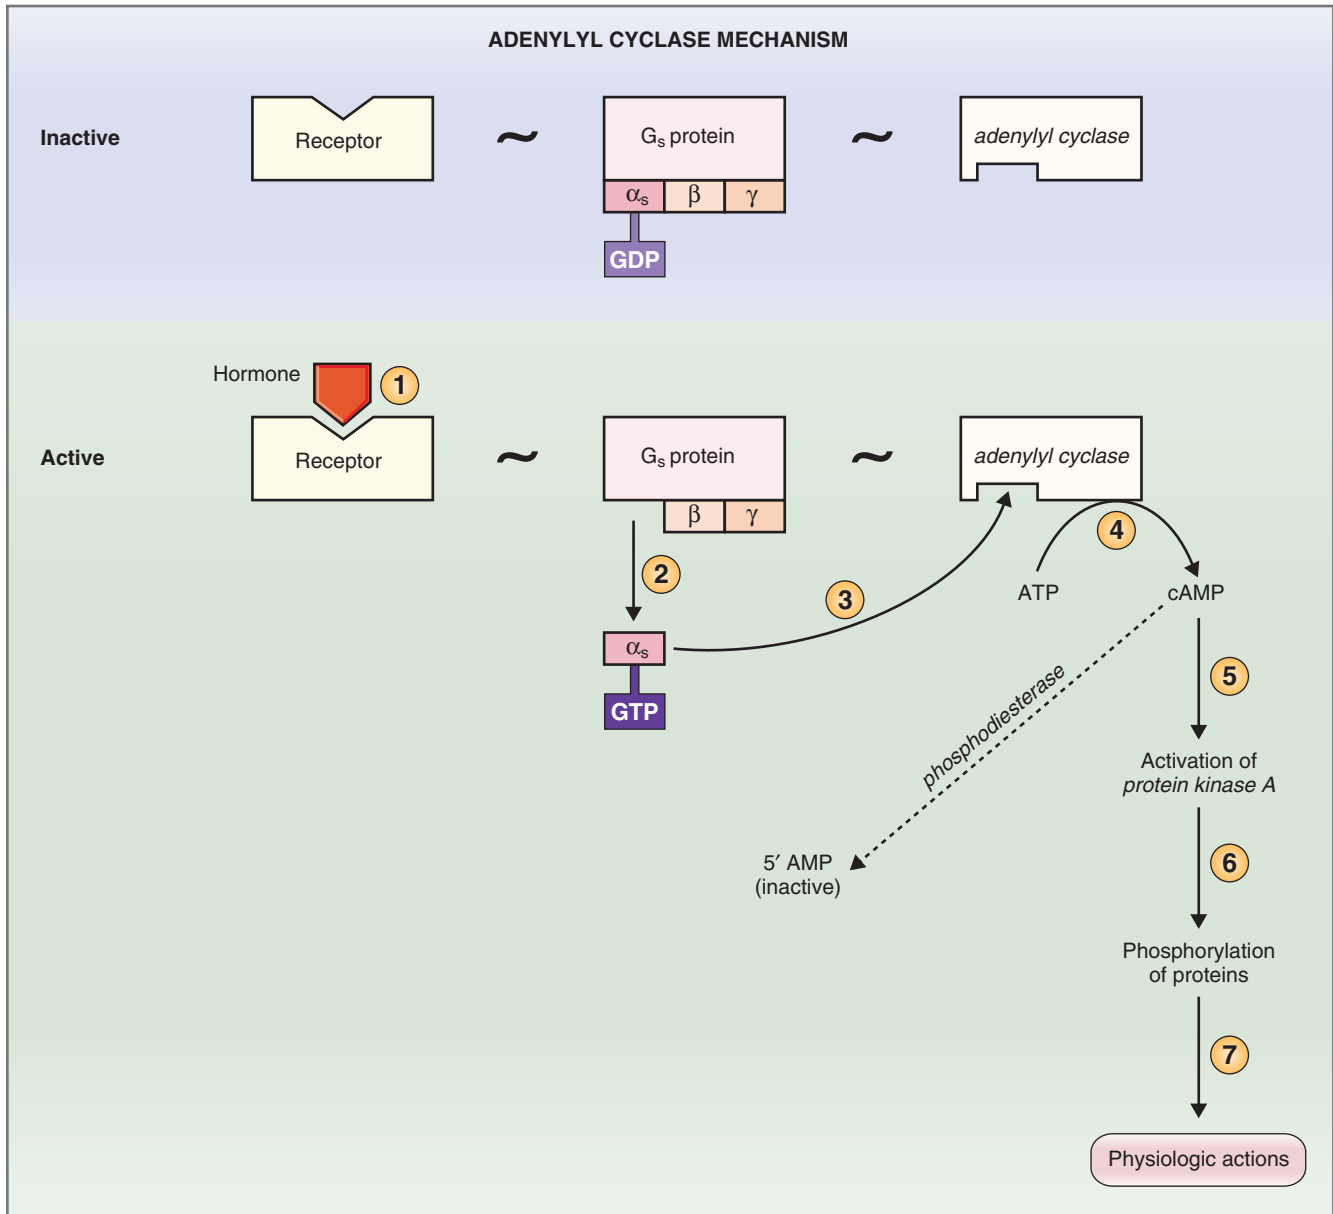 ADENYLYL CYCLASE MECHANISM
Inactive
Receptor
~
Gs protein
~
adenylyl cyclase
αs
β
γ
GDP
Hormone
1
Active
Receptor
~
Gs protein
~
adenylyl cyclase
β
γ
2
3
4
ATP
cAMP
αs
GTP
phosphodiesterase
5
Activation of
protein kinase A
5′ AMP
(inactive)
6
Phosphorylation
of proteins
7
Physiologic actions